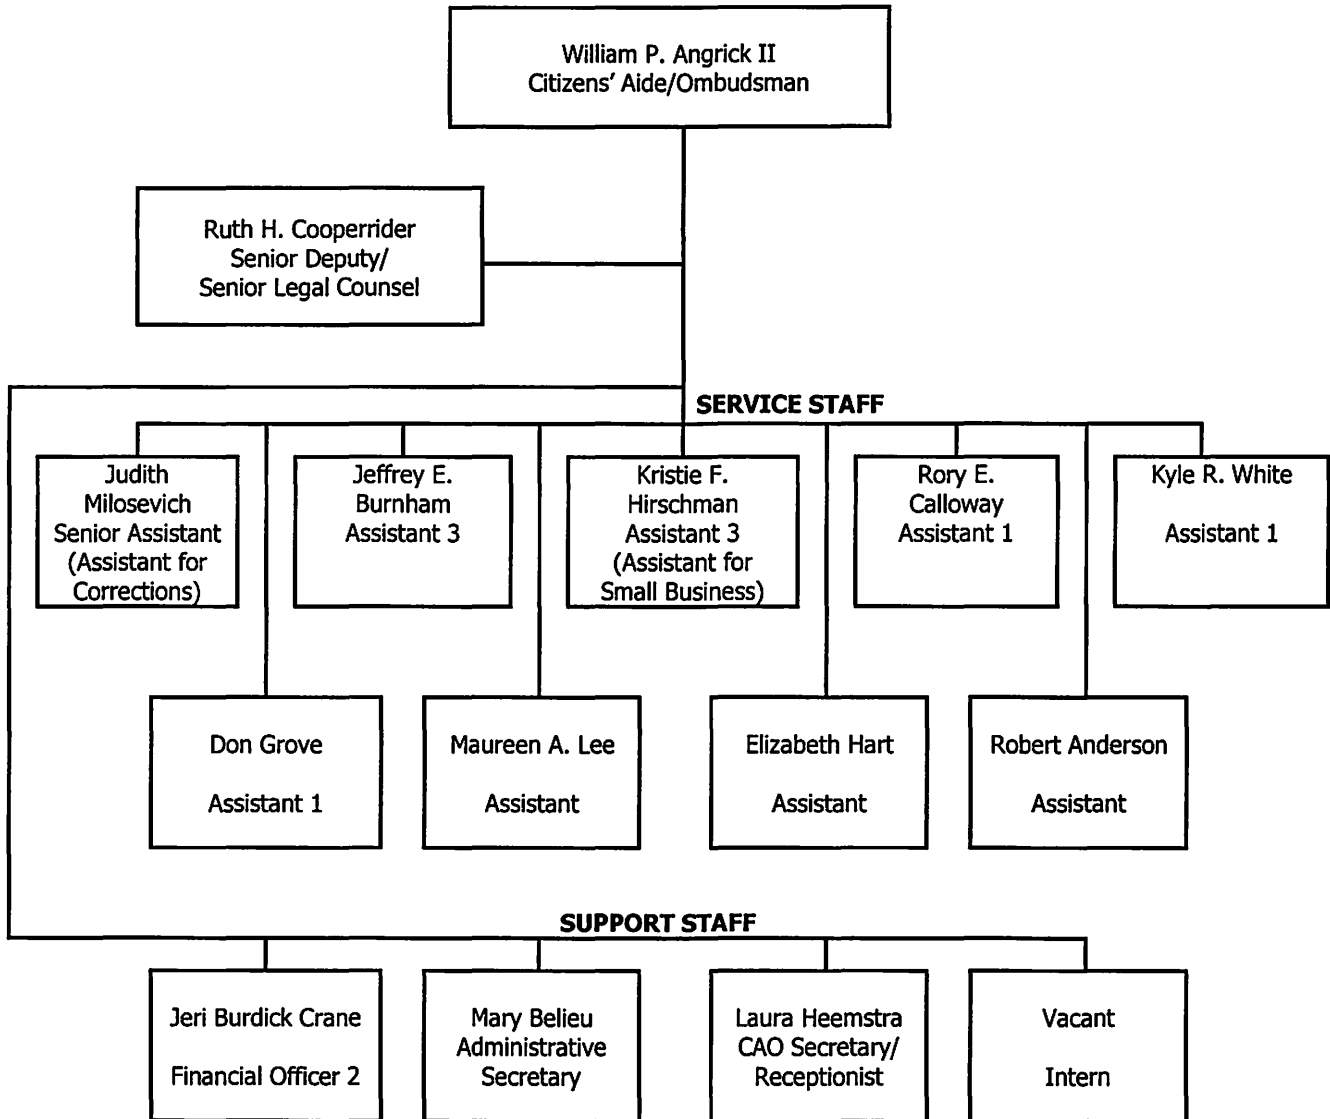 William P. Angrick II
Citizens' Aide/Ombudsman
Ruth H. Cooperrider
Senior Deputy/
Senior Legal Counsel
SERVICE STAFF
Judith
Milosevich
Senior Assistant
(Assistant for
Corrections)
Jeffrey E.
Burnham
Assistant 3
Kristie F.
Hirschman
Assistant 3
(Assistant for
Small Business)
Rory E.
Calloway
Assistant 1
Kyle R. White
Assistant 1
Don Grove
Assistant 1
Maureen A. Lee
Assistant
Elizabeth Hart
Assistant
Robert Anderson
Assistant
SUPPORT STAFF
Jeri Burdick Crane
Financial Officer 2
Mary Belieu
Administrative
Secretary
Laura Heemstra
CAO Secretary/
Receptionist
Vacant
Intern